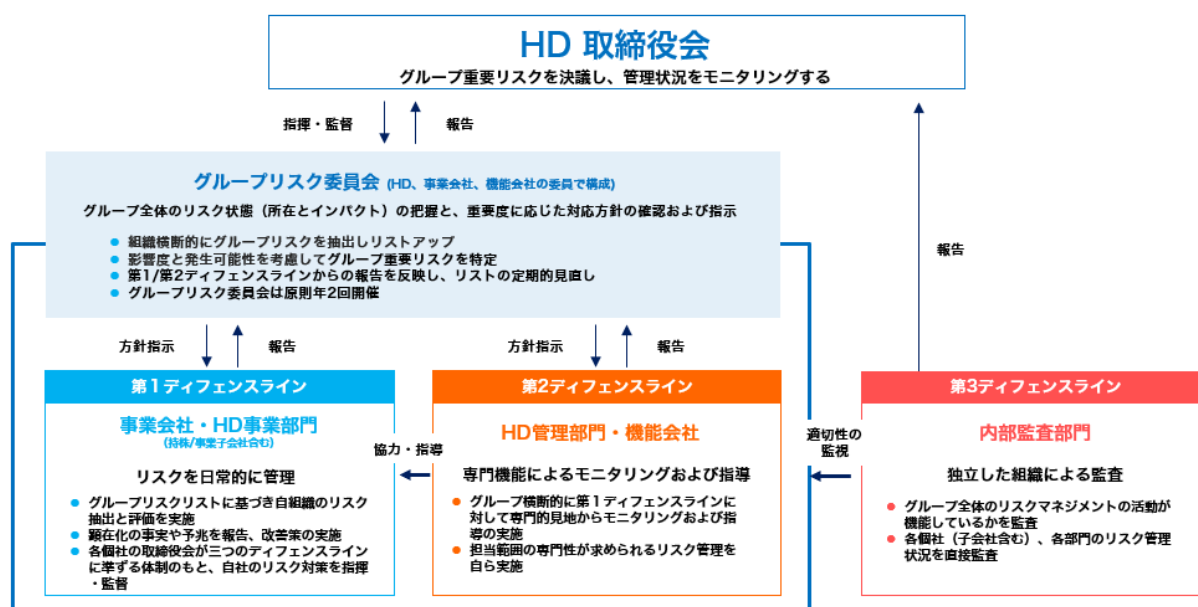 HD 取締役会
グループ重要リスクを決議し、管理状況をモニタリングする
指揮・監督
報告
グループリスク委員会 (HD、事業会社、機能会社の委員で構成)
グループ全体のリスク状態（所在とインパクト）の把握と、重要度に応じた対応方針の確認および指示
● 組織横断的にグループリスクを抽出しリストアップ
● 影響度と発生可能性を考慮してグループ重要リスクを特定
● 第1/第2ディフェンスラインからの報告を反映し、リストの定期的見直し
● グループリスク委員会は原則年2回開催
報告
方針指示
報告
方針指示
報告
第１ディフェンスライン
事業会社・HD事業部門
(持株/事業子会社含む)
リスクを日常的に管理
● グループリスクリストに基づき自組織のリスク
抽出と評価を実施
● 顕在化の事実や予兆を報告、改善策の実施
● 各個社の取締役会が三つのディフェンスライン
に準ずる体制のもと、自社のリスク対策を指揮
・監督
協力・指導
第2ディフェンスライン
HD管理部門・機能会社
専門機能によるモニタリングおよび指導
● グループ横断的に第１ディフェンスラインに
対して専門的見地からモニタリングおよび指
導の実施
● 担当範囲の専門性が求められるリスク管理を
自ら実施
適切性の
監視
第3ディフェンスライン
内部監査部門
独立した組織による監査
● グループ全体のリスクマネジメントの活動が
機能しているかを監査
● 各個社（子会社含む）、各部門のリスク管理
状況を直接監査